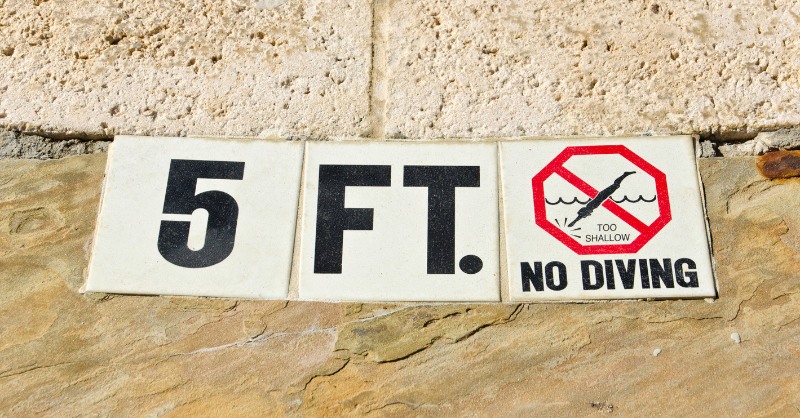 5 FT.
TOO
SHALLOW
NO DIVING